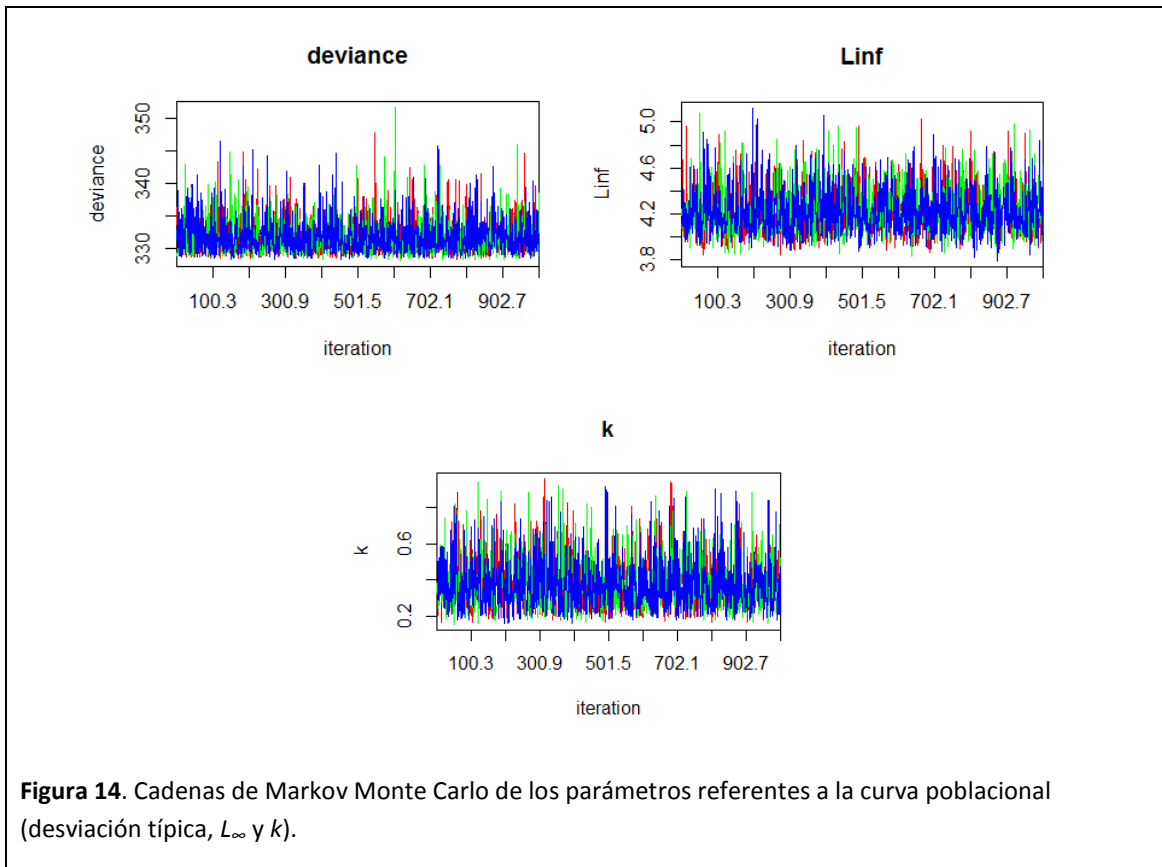 deviance
Linf
deviance
350
340
330
100.3 300.9 501.5 702.1 902.7
iteration
Linf
5.0
4.6
4.2
3.8
100.3 300.9 501.5 702.1 902.7
iteration
k
k
0.6
0.2
100.3 300.9 501.5 702.1 902.7
iteration
Figura 14. Cadenas de Markov Monte Carlo de los parámetros referentes a la curva poblacional
(desviación típica, L∞ y k).